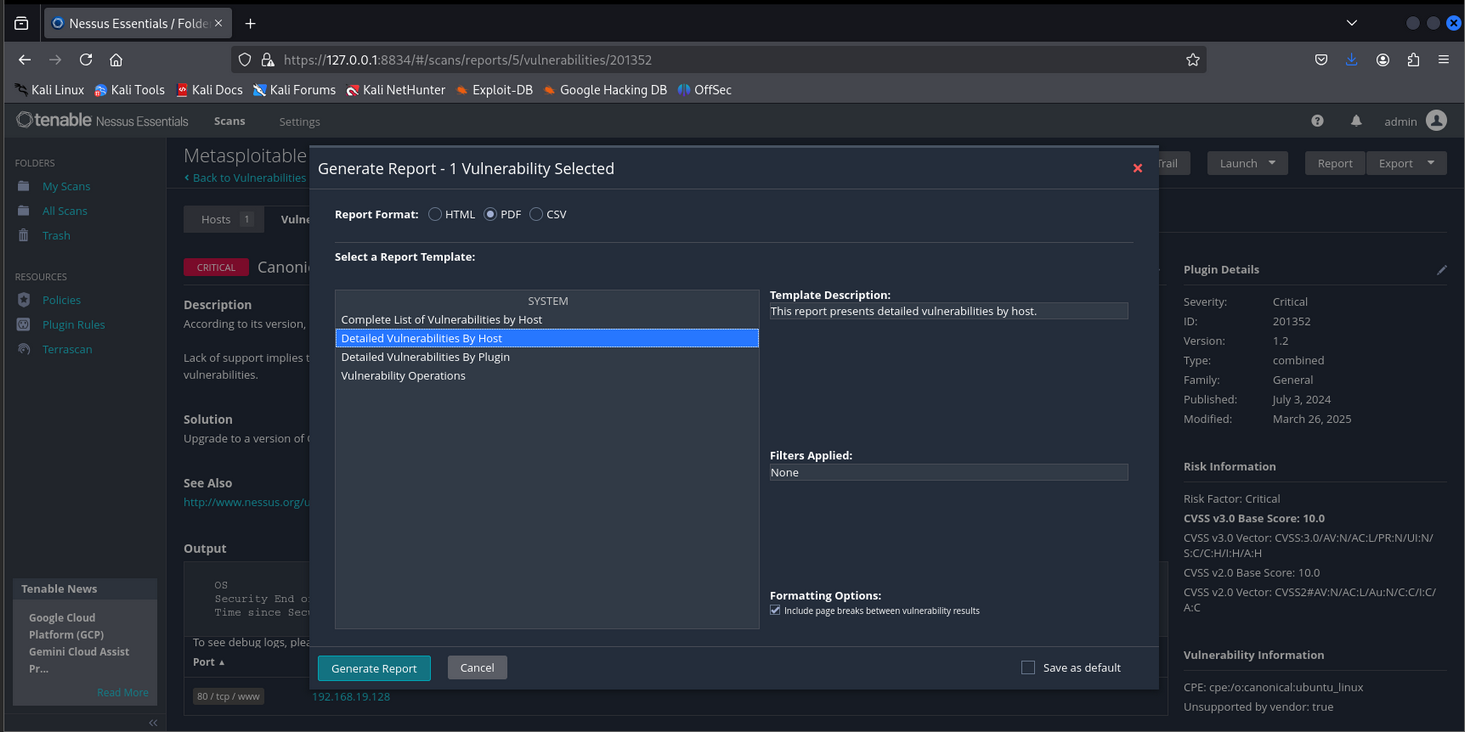 Nessus Essentials / Folde
https://127.0.0.1:8834/#/scans/reports/5/vulnerabilities/201352
Kali Linux Kali Tools Kali Docs Kali Forums Kali NetHunter Exploit-DB Google Hacking DB OffSec
tenable Nessus Essentials Scans Settings admin
FOLDERS
My Scans
All Scans
Trash
RESOURCES
Policies
Plugin Rules
Terrascan
Tenable News
Google Cloud
Platform (GCP)
Gemini Cloud Assist
Pr...
Read More
Metasploitable
< Back to Vulnerabilities
Trail Launch Report Export
Hosts 1 Vulne
CRITICAL Canoni
Description
According to its version,
Lack of support implies t
vulnerabilities.
Solution
Upgrade to a version of
See Also
http://www.nessus.org/u
Output
OS
Security End o
Time since Secu
To see debug logs, plea
Port
80 / tcp / www 192.168.19.128
Generate Report - 1 Vulnerability Selected
Report Format: HTML PDF CSV
Select a Report Template:
SYSTEM
Complete List of Vulnerabilities by Host
Detailed Vulnerabilities By Host
Detailed Vulnerabilities By Plugin
Vulnerability Operations
Template Description:
This report presents detailed vulnerabilities by host.
Filters Applied:
None
Formatting Options:
Include page breaks between vulnerability results
Generate Report Cancel Save as default
Plugin Details
Severity: Critical
ID: 201352
Version: 1.2
Type: combined
Family: General
Published: July 3, 2024
Modified: March 26, 2025
Risk Information
Risk Factor: Critical
CVSS v3.0 Base Score: 10.0
CVSS v3.0 Vector: CVSS:3.0/AV:N/AC:L/PR:N/UI:N/
S:C/C:H/I:H/A:H
CVSS v2.0 Base Score: 10.0
CVSS v2.0 Vector: CVSS2#AV:N/AC:L/Au:N/C:C/I:C/
A:C
Vulnerability Information
CPE: cpe:/o:canonical:ubuntu_linux
Unsupported by vendor: true